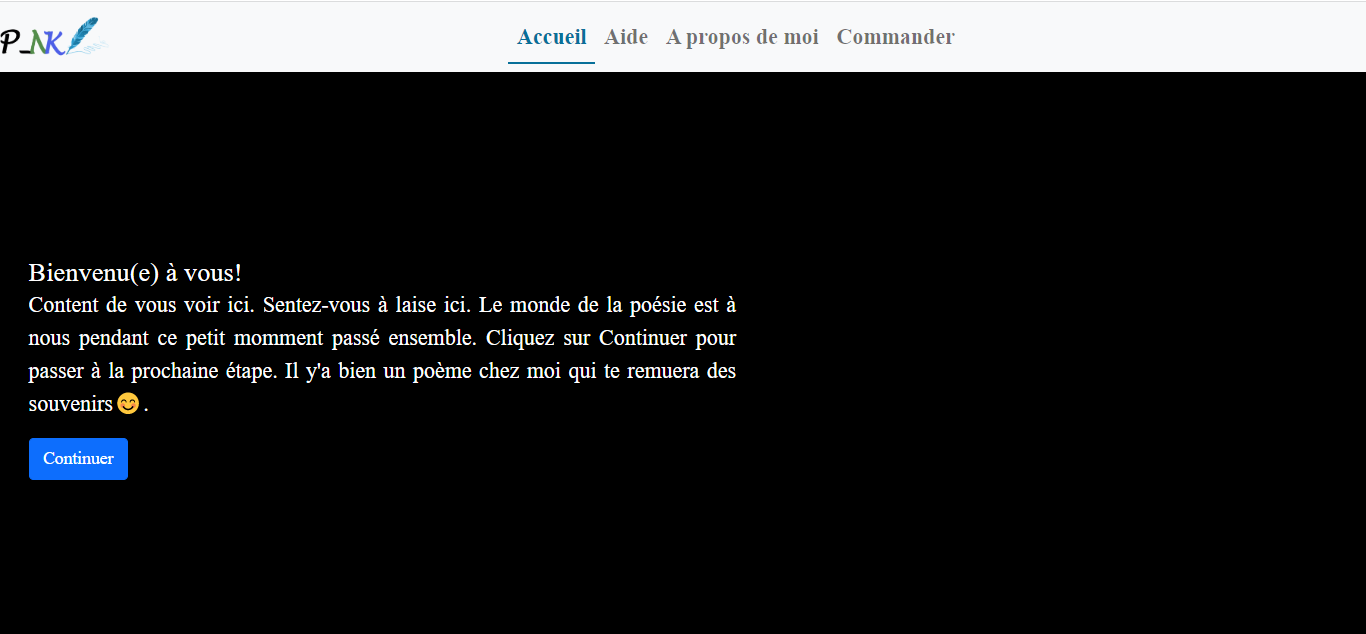 P_NK
Accueil Aide A propos de moi Commander
Bienvenu(e) à vous!
Content de vous voir ici. Sentez-vous à laise ici. Le monde de la poésie est à
nous pendant ce petit momment passé ensemble. Cliquez sur Continuer pour
passer à la prochaine étape. Il y'a bien un poème chez moi qui te remuera des
souvenirs😊.
Continuer